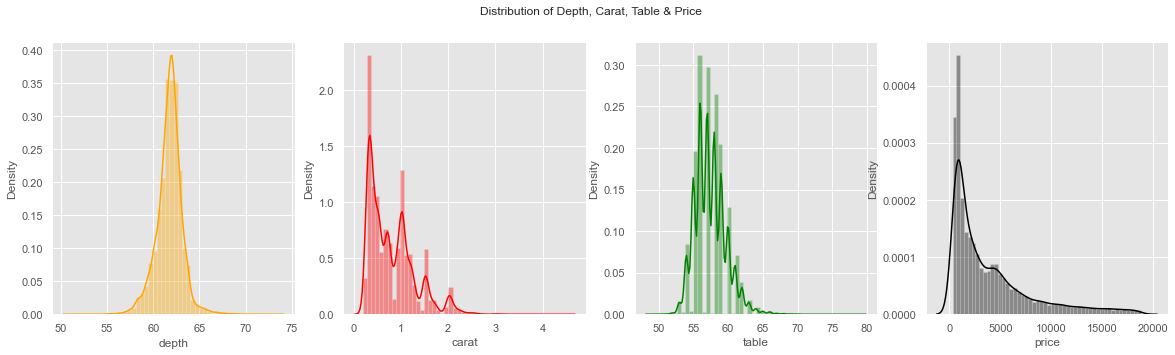 Distribution of Depth, Carat, Table & Price
Density
0.40
0.35
0.30
0.25
0.20
0.15
0.10
0.05
0.00
50 55 60 65 70 75
depth
Density
2.0
1.5
1.0
0.5
0.0
0 1 2 3 4
carat
Density
0.30
0.25
0.20
0.15
0.10
0.05
0.00
50 55 60 65 70 75 80
table
Density
0.0004
0.0003
0.0002
0.0001
0.0000
0 5000 10000 15000 20000
price